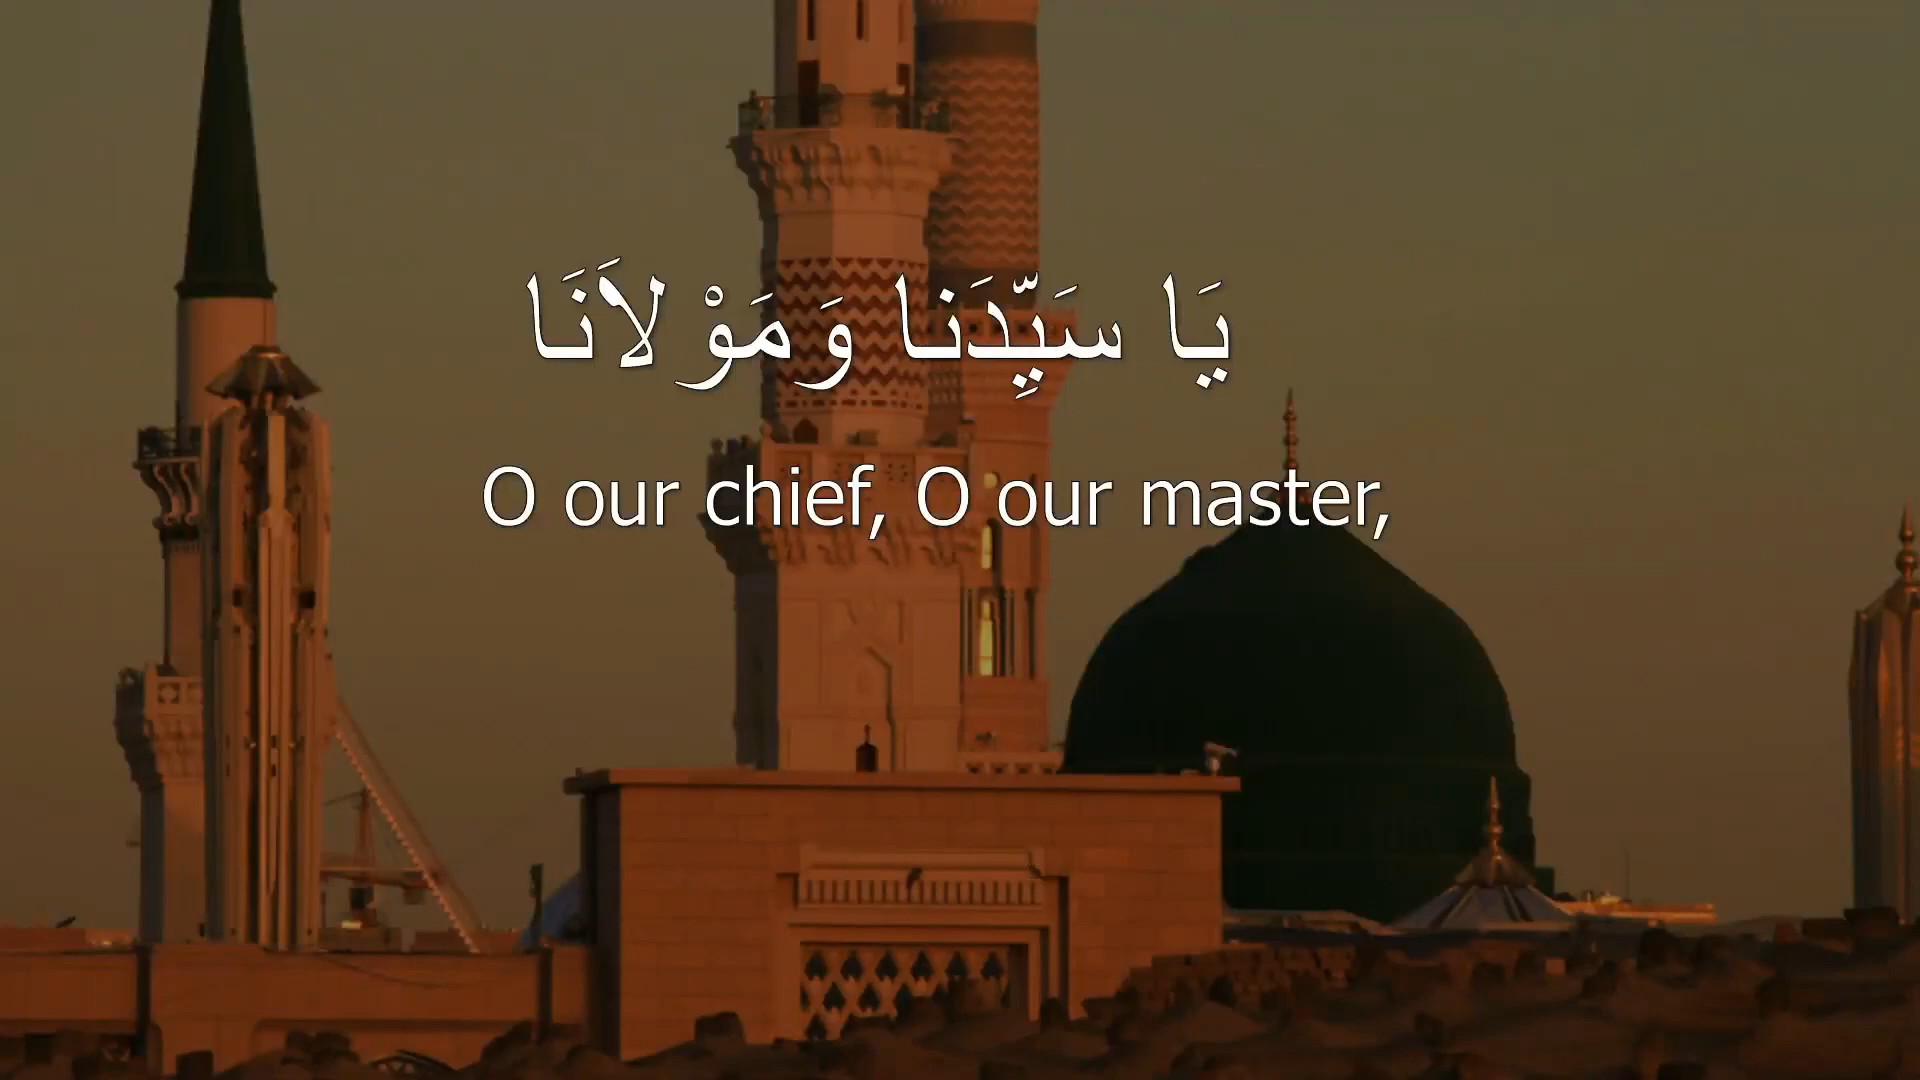 يَا سَيِّدَنا وَمَوْلاَنَا
O our chief, O our master,